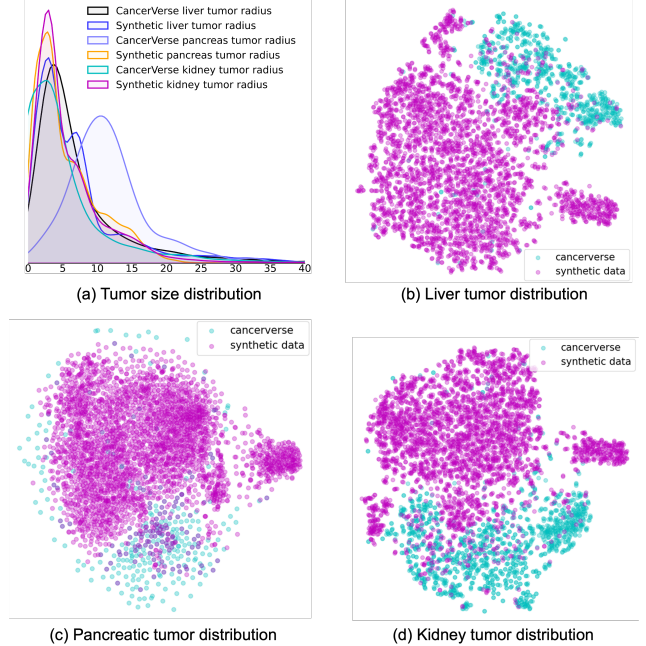 CancerVerse liver tumor radius
Synthetic liver tumor radius
CancerVerse pancreas tumor radius
Synthetic pancreas tumor radius
CancerVerse kidney tumor radius
Synthetic kidney tumor radius
0 5 10 15 20 25 30 35 40
(a) Tumor size distribution
cancerverse
synthetic data
(b) Liver tumor distribution
cancerverse
synthetic data
(c) Pancreatic tumor distribution
cancerverse
synthetic data
(d) Kidney tumor distribution